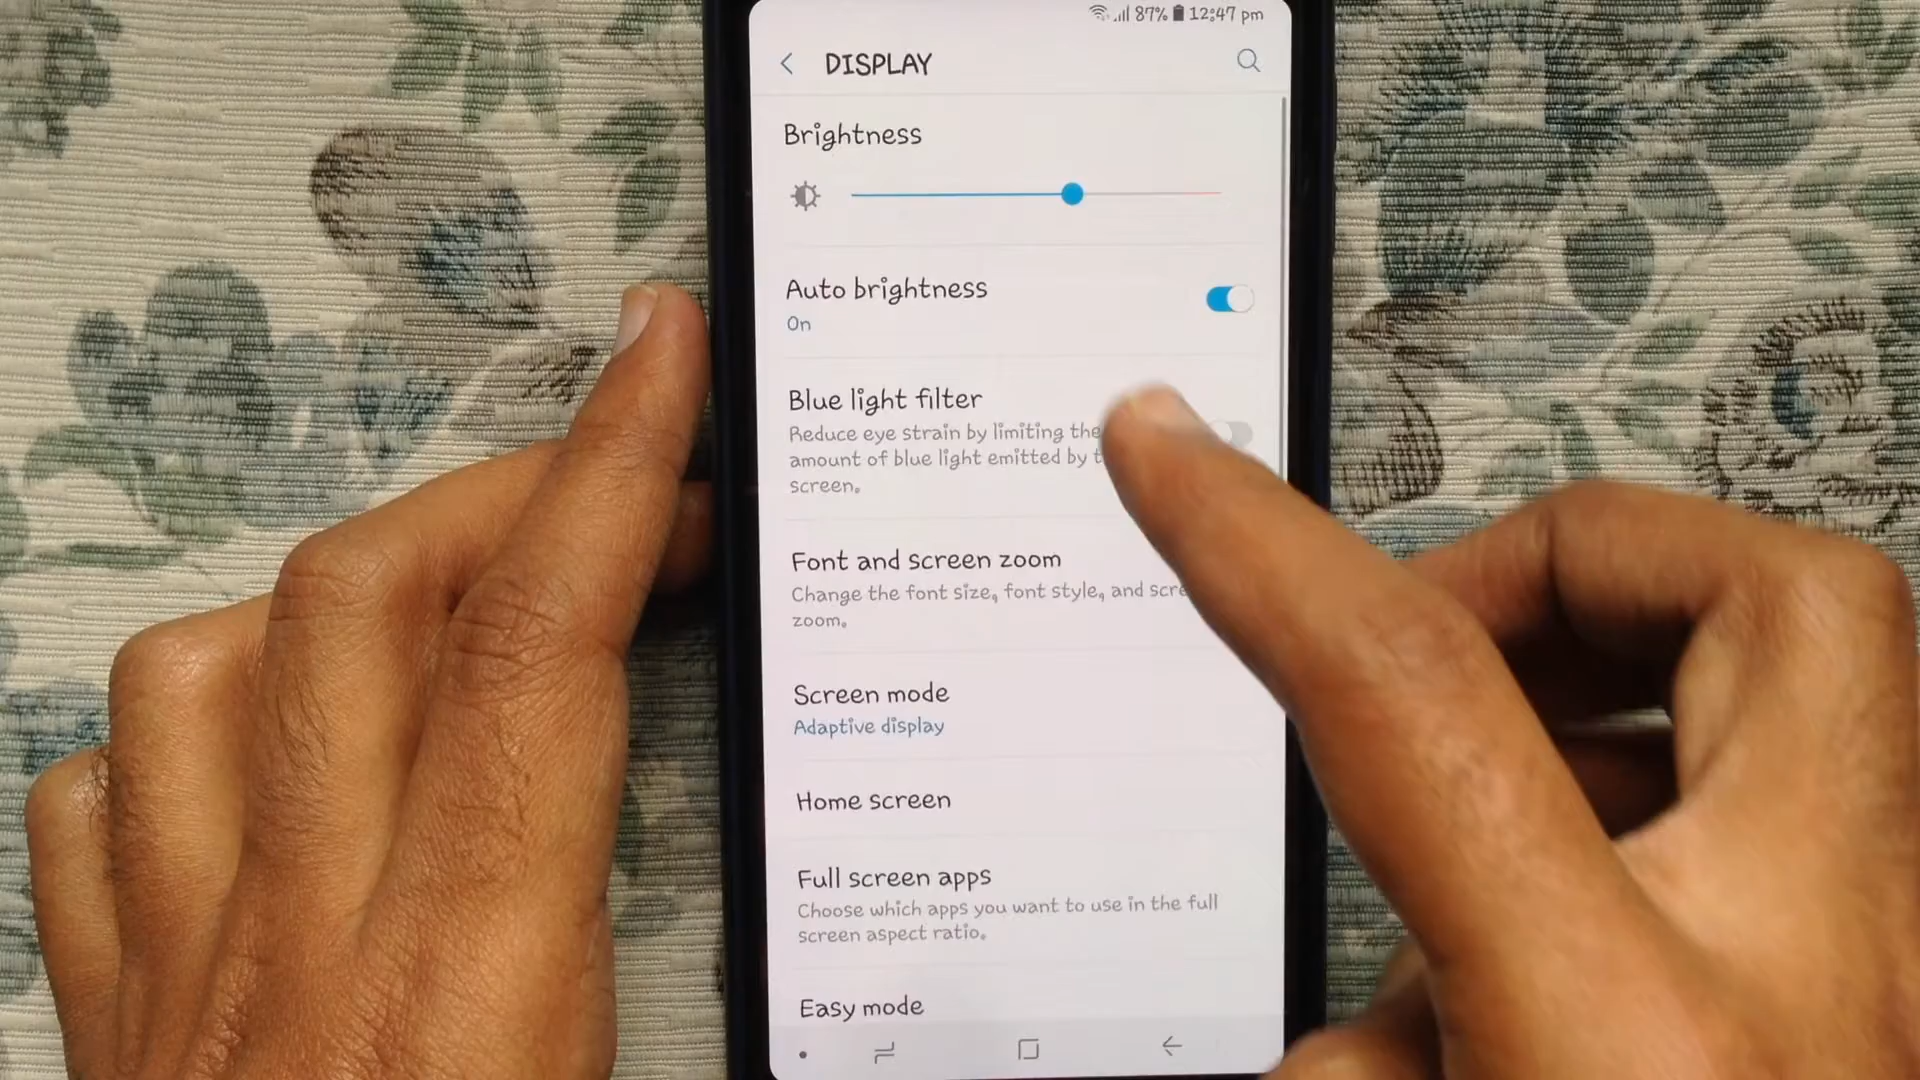 87% 12:47 pm
DISPLAY
Brightness
Auto brightness
On
Blue light filter
Reduce eye strain by limiting the
amount of blue light emitted by
screen.
Font and screen zoom
Change the font size, font style, and
zoom.
Screen mode
Adaptive display
Home screen
Full screen apps
Choose which apps you want to use in the full
screen aspect ratio.
Easy mode